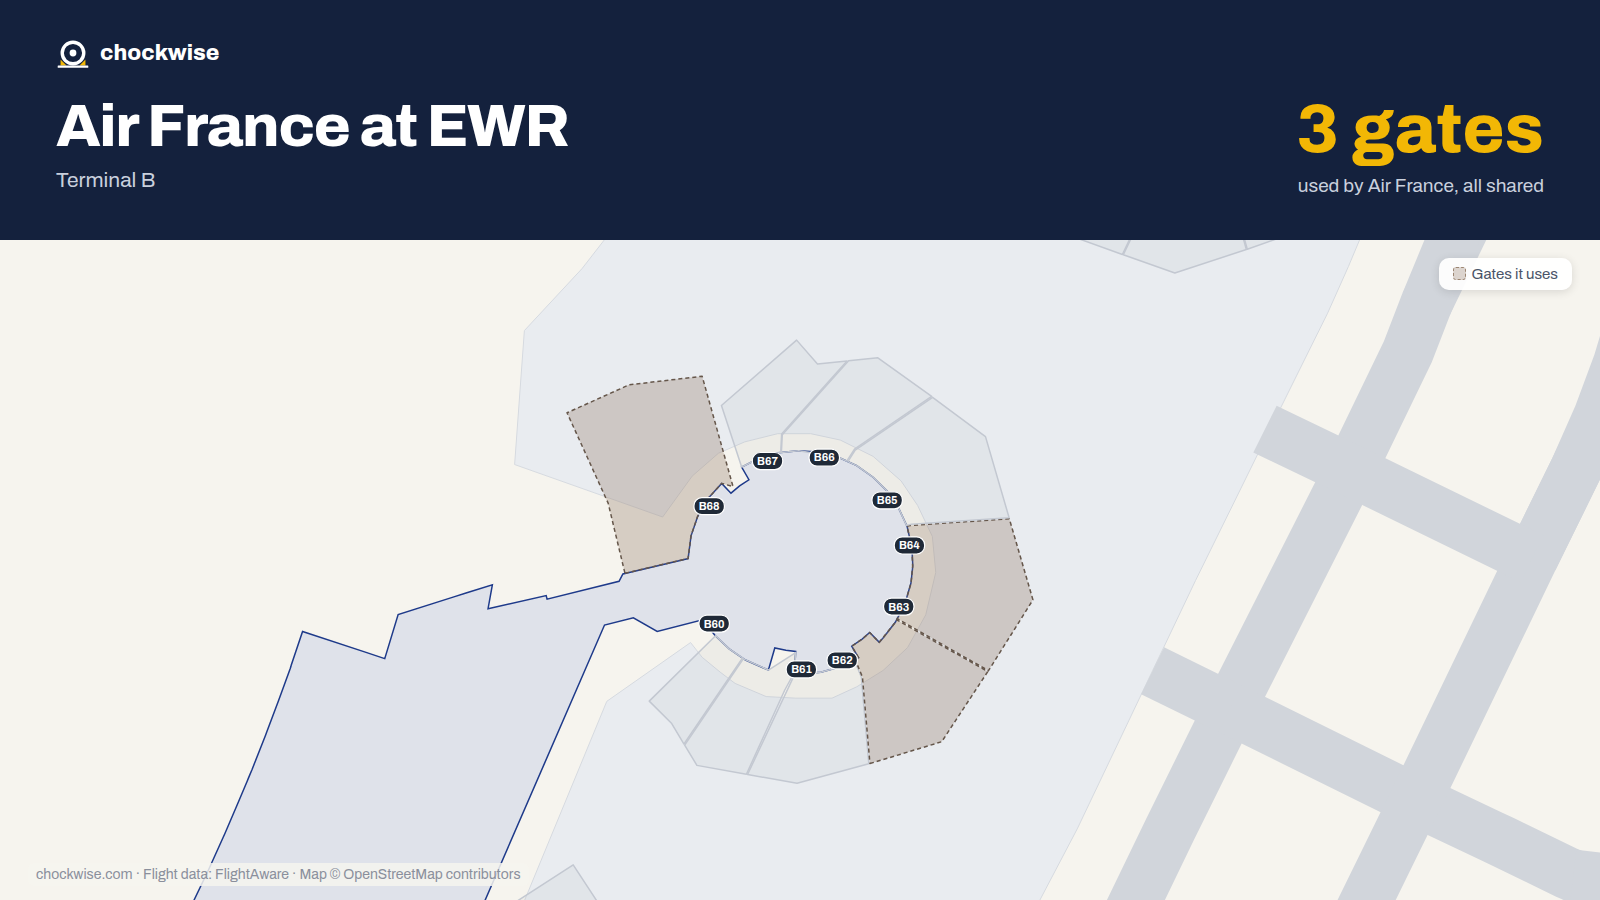 chockwise
Air France at EWR
Terminal B
3 gates
used by Air France, all shared
Gates it uses
B67
B66
B68
B65
B64
B63
B60
B62
B61
chockwise.com · Flight data: FlightAware · Map © OpenStreetMap contributors